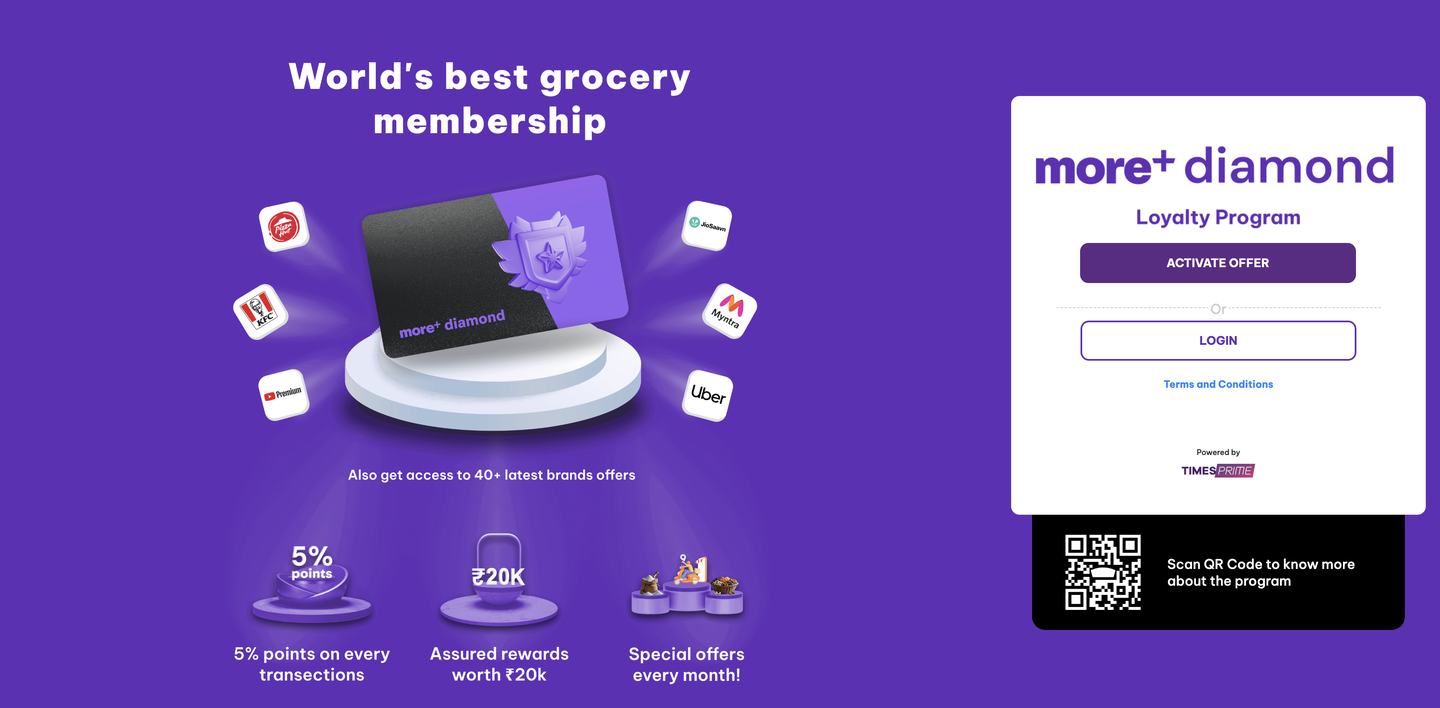 World's best grocery
membership
Pizza
Hut
JioSaavn
KFC
Myntra
Premium
Uber
more+ diamond
Also get access to 40+ latest brands offers
5%
points
₹20K
5% points on every
transections
Assured rewards
worth ₹20k
Special offers
every month!
more+ diamond
Loyalty Program
ACTIVATE OFFER
Or
LOGIN
Terms and Conditions
Powered by
TIMES PRIME
Scan QR Code to know more
about the program